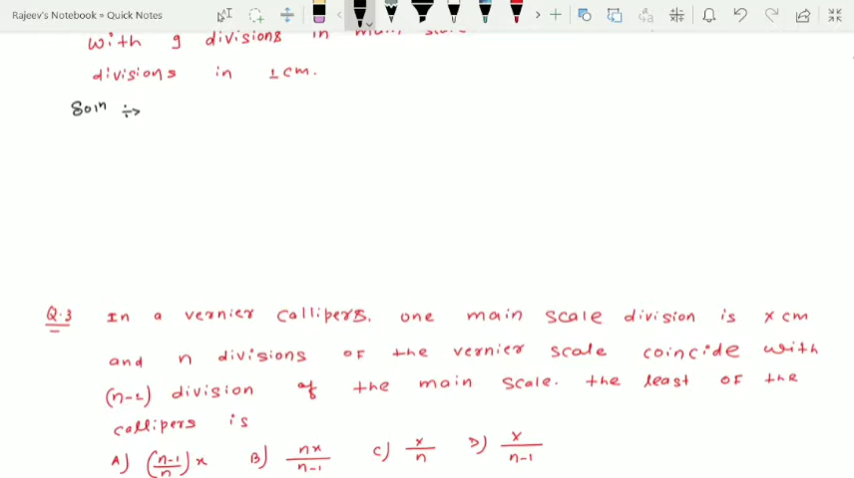 Rajeev's Notebook » Quick Notes
with 9 divisions in main scale
divisions in 1cm.
Soln ÷>
Q.3 In a vernier callipers, one main scale division is x cm
and n divisions of the vernier scale coincide with
(n-1) division of the main scale. the least of the
callipers is
A) (n-1/n) x B) nx/n-1 C) x/n D) x/n-1